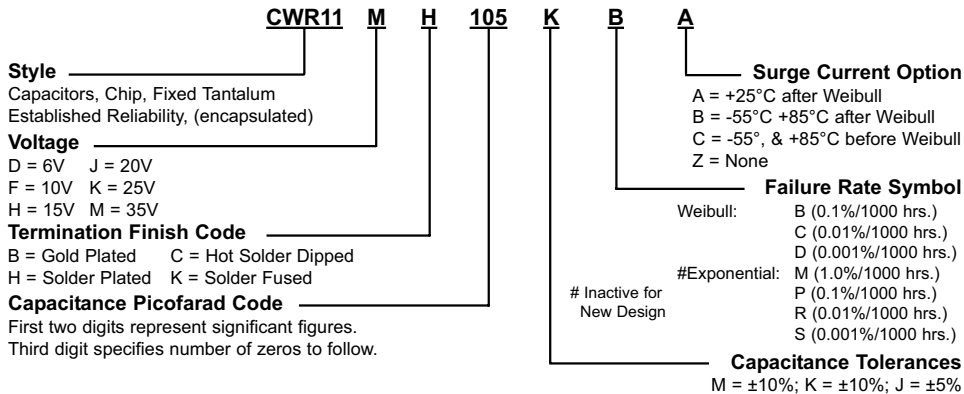 CWR11 M H 105 K B A
Style
Capacitors, Chip, Fixed Tantalum
Established Reliability, (encapsulated)
Voltage
D = 6V J = 20V
F = 10V K = 25V
H = 15V M = 35V
Termination Finish Code
B = Gold Plated C = Hot Solder Dipped
H = Solder Plated K = Solder Fused
Capacitance Picofarad Code
First two digits represent significant figures.
Third digit specifies number of zeros to follow.
Surge Current Option
A = +25°C after Weibull
B = -55°C +85°C after Weibull
C = -55°, & +85°C before Weibull
Z = None
Failure Rate Symbol
Weibull: B (0.1%/1000 hrs.)
C (0.01%/1000 hrs.)
D (0.001%/1000 hrs.)
#Exponential: M (1.0%/1000 hrs.)
P (0.1%/1000 hrs.)
R (0.01%/1000 hrs.)
S (0.001%/1000 hrs.)
# Inactive for
New Design
Capacitance Tolerances
M = ±10%; K = ±10%; J = ±5%